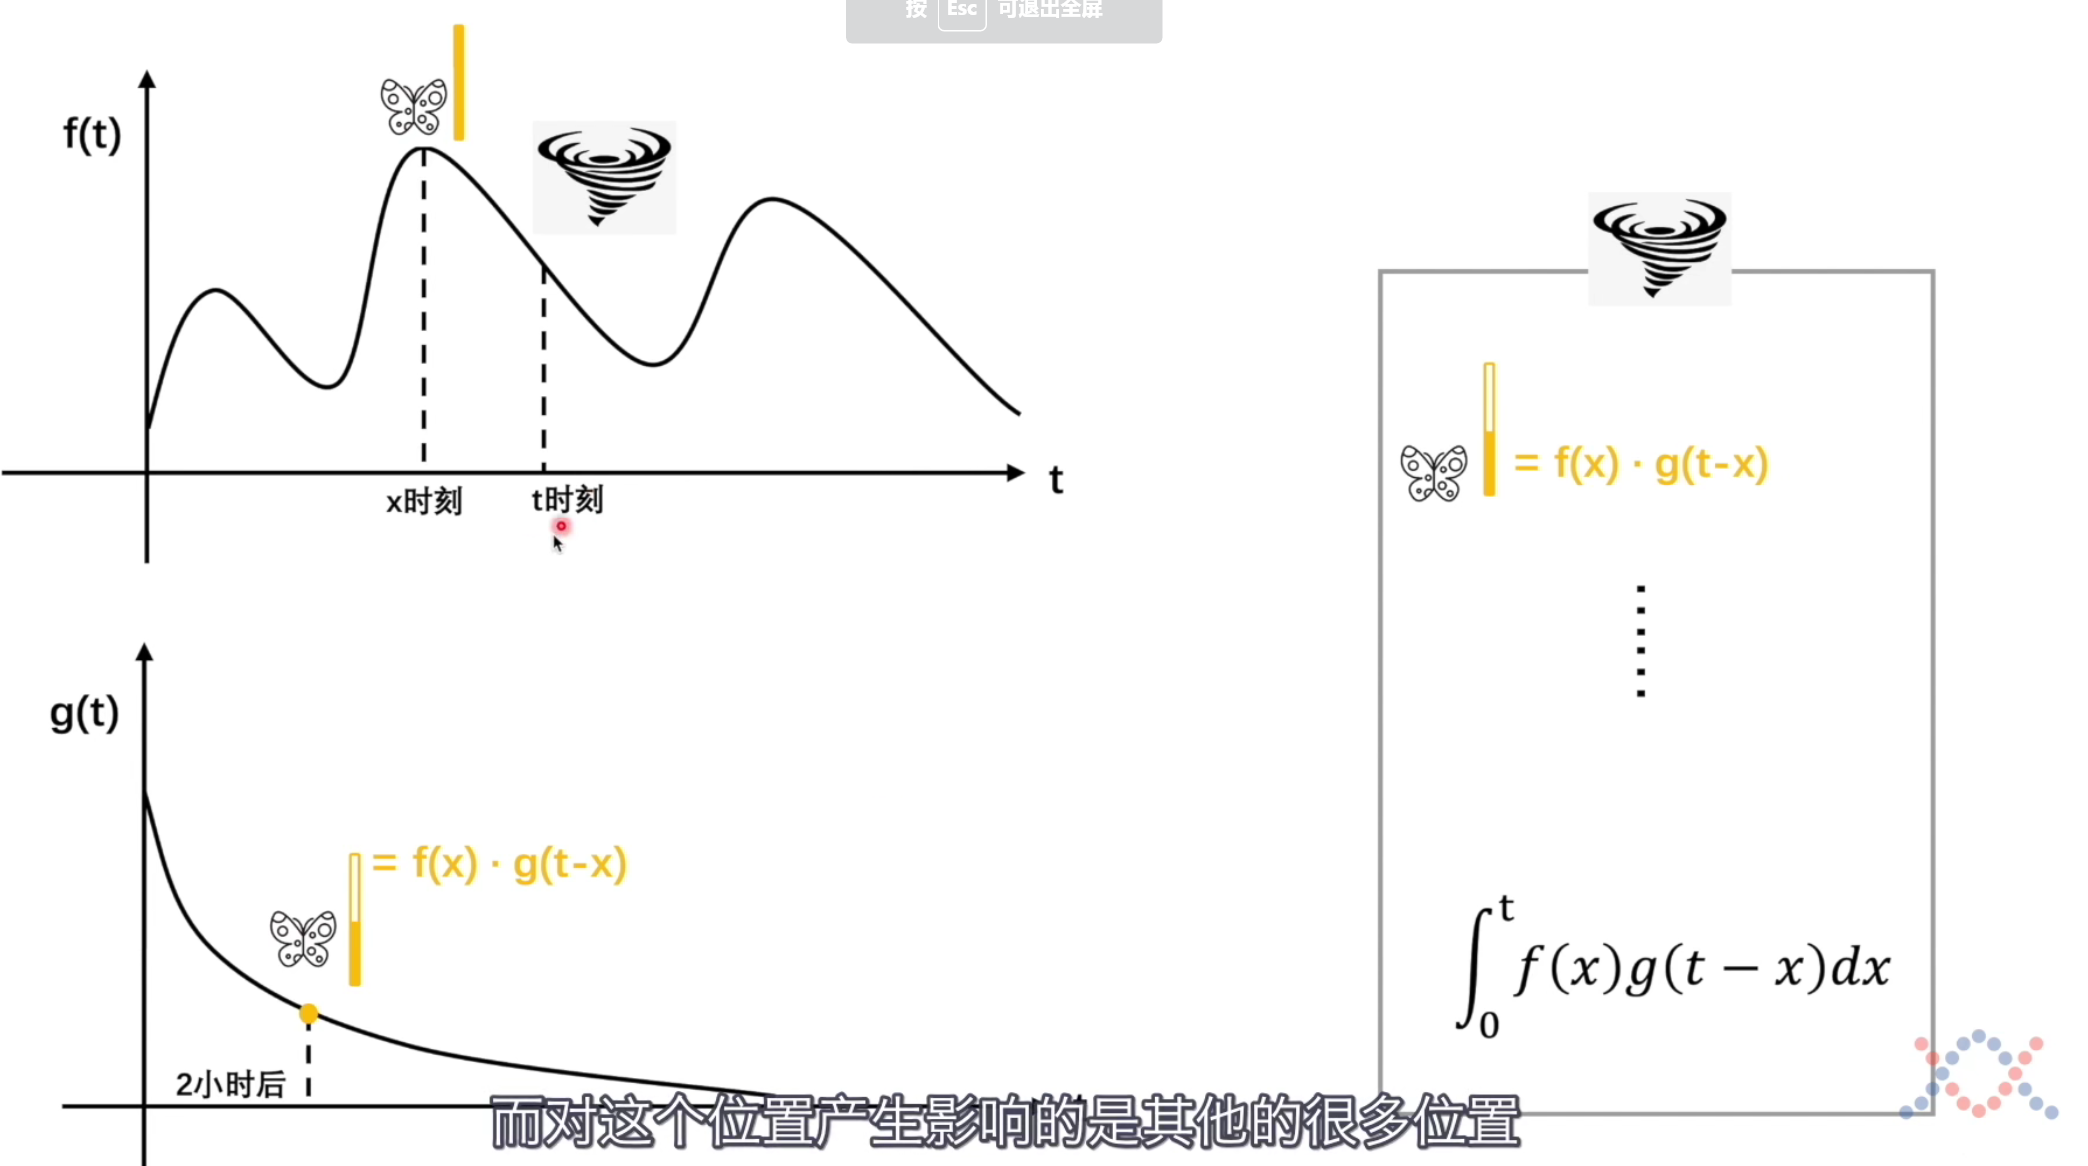 按 Esc 可退出全屏
f(t)
t
x时刻
t时刻
= f(x) · g(t-x)
g(t)
= f(x) · g(t-x)
2小时后
∫₀ᵗ f(x)g(t − x)dx
而对这个位置产生影响的是其他的很多位置